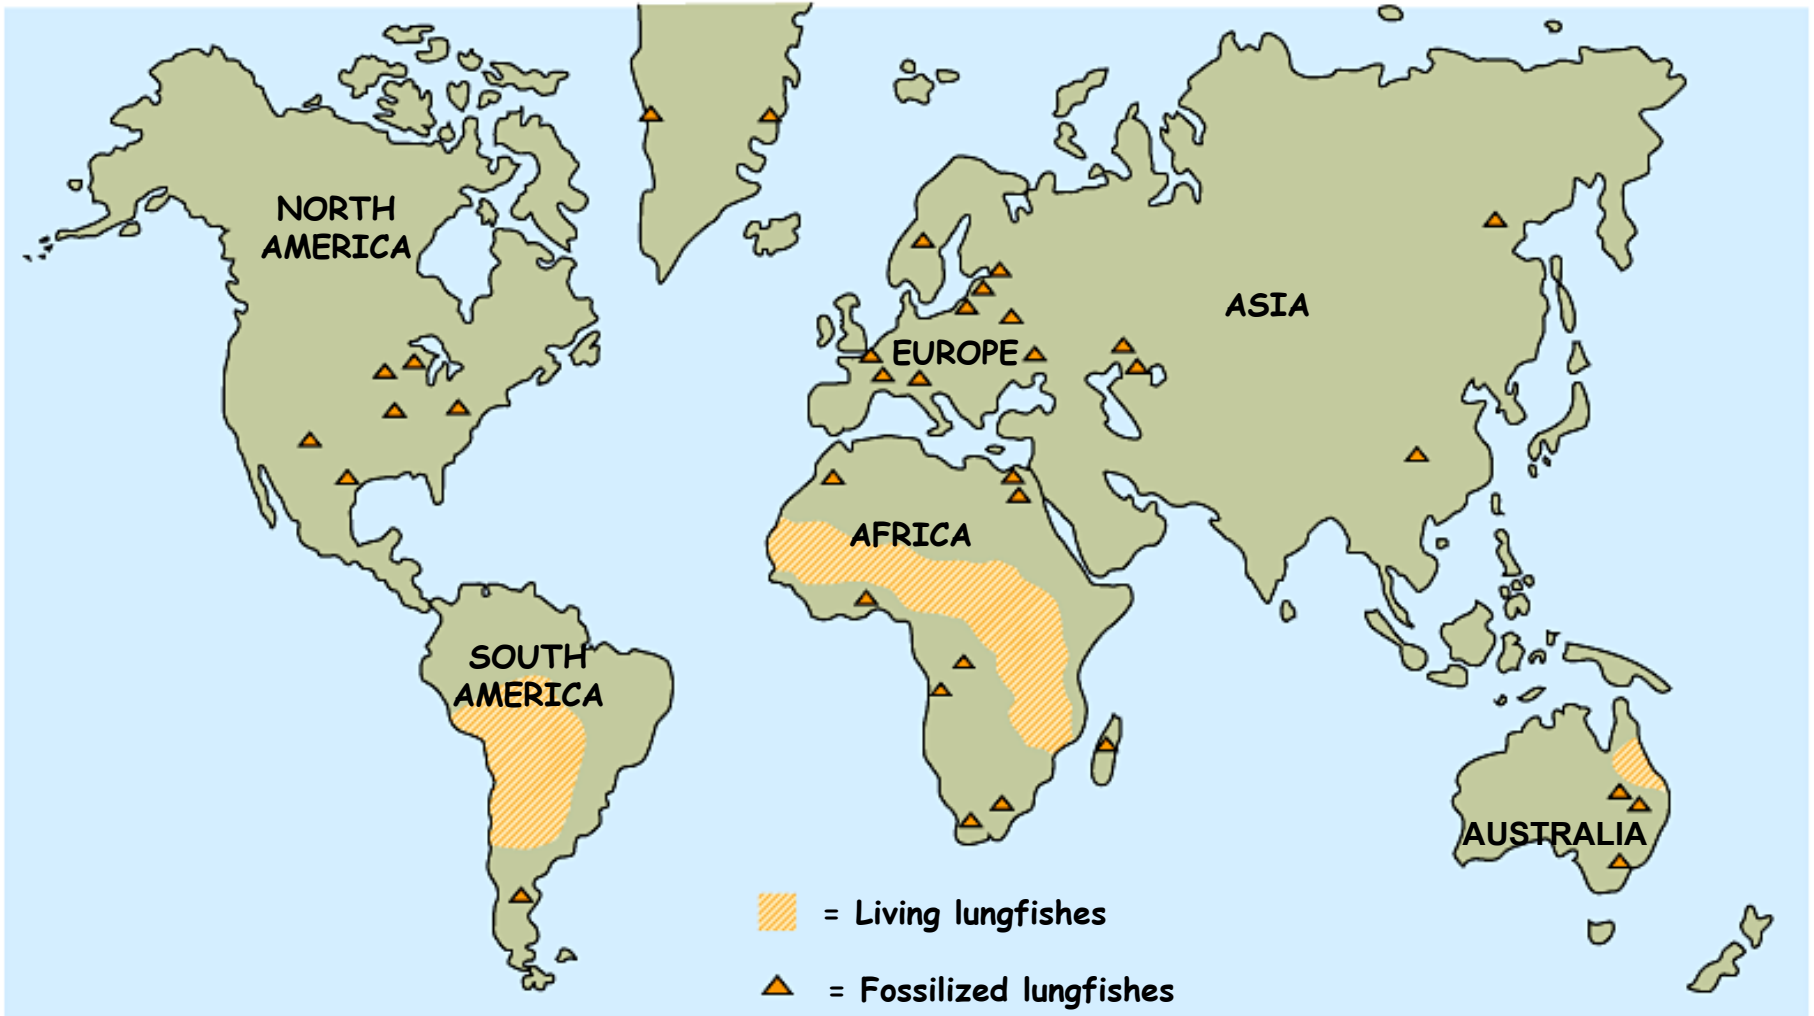 NORTH
AMERICA
ASIA
EUROPE
AFRICA
SOUTH
AMERICA
AUSTRALIA
= Living lungfishes
= Fossilized lungfishes